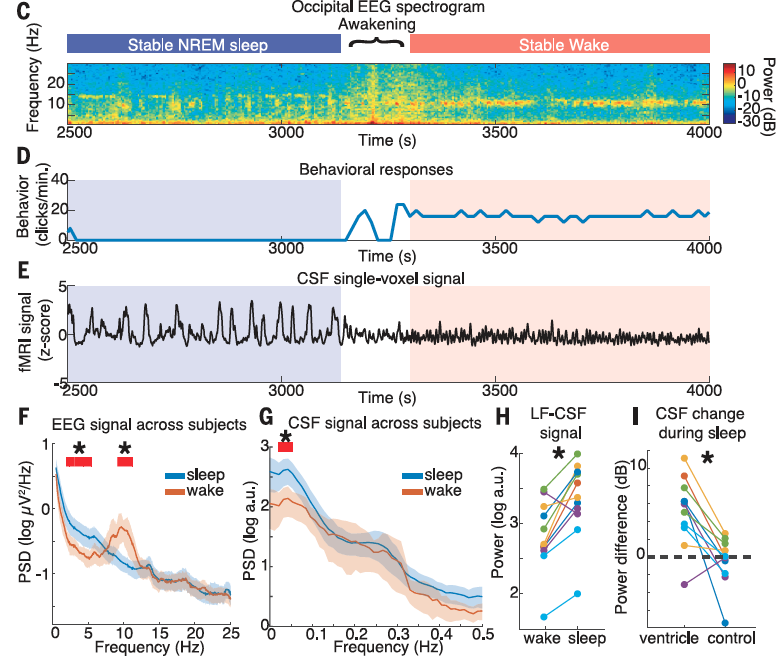 C
Occipital EEG spectrogram
Awakening
Stable NREM sleep
Stable Wake
Frequency (Hz)
20
10
2500
3000
3500
4000
Time (s)
10
0
-10
-20
-30
Power (dB)
D
Behavioral responses
Behavior
(clicks/min.)
40
20
0
2500
3000
3500
4000
Time (s)
E
CSF single-voxel signal
fMRI signal
(z-score)
5
0
-5
2500
3000
3500
4000
Time (s)
F
EEG signal across subjects
* *
sleep
wake
PSD (log µV²/Hz)
1
0
-1
0
5
10
15
20
25
Frequency (Hz)
G
CSF signal across subjects
*
sleep
wake
PSD (log a.u.)
3
2
1
0
0
0.1
0.2
0.3
0.4
0.5
Frequency (Hz)
H
LF-CSF
signal
*
Power (log a.u.)
4
3
2
wake sleep
I
CSF change
during sleep
*
Power difference (dB)
10
0
ventricle control